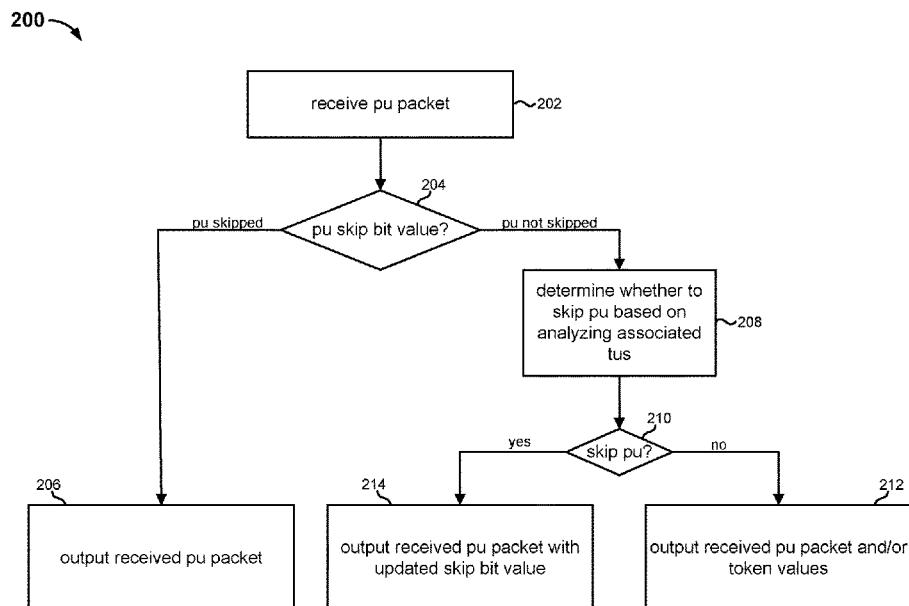 200
receive pu packet
202
204
pu skipped
pu skip bit value?
pu not skipped
determine whether to
skip pu based on
analyzing associated
tus
208
210
yes
skip pu?
no
206
214
212
output received pu packet
output received pu packet with
updated skip bit value
output received pu packet and/or
token values